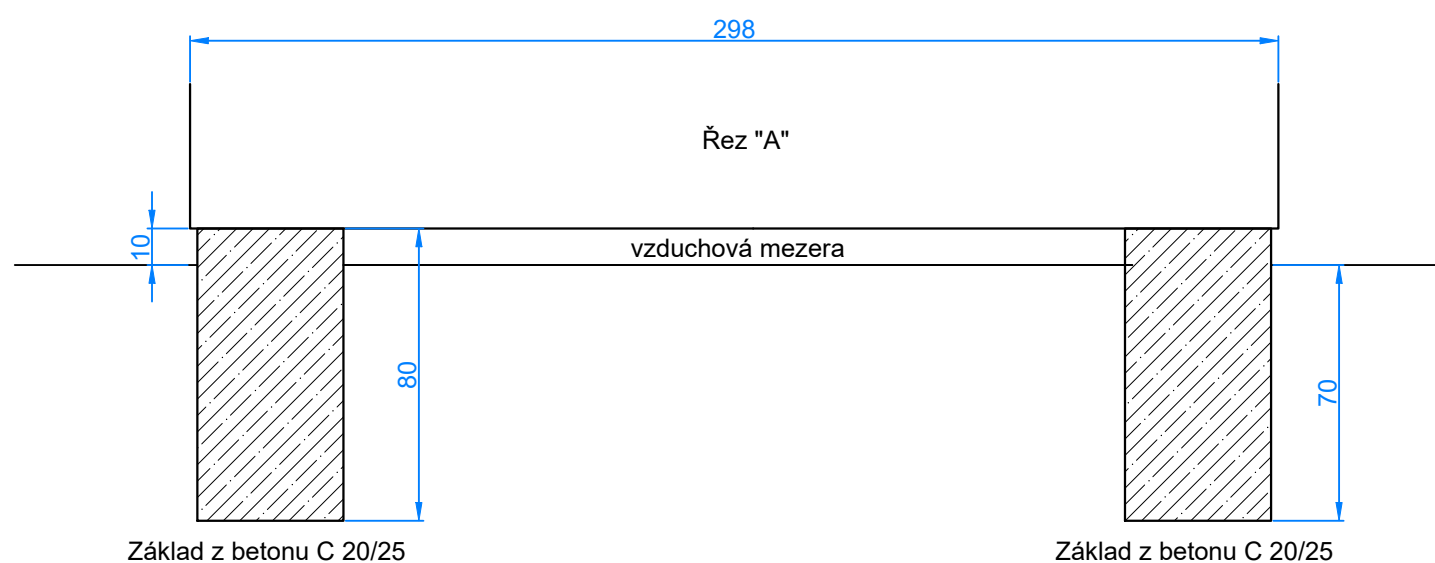 298
Řez "A"
10
vzduchová mezera
80
70
Základ z betonu C 20/25
Základ z betonu C 20/25